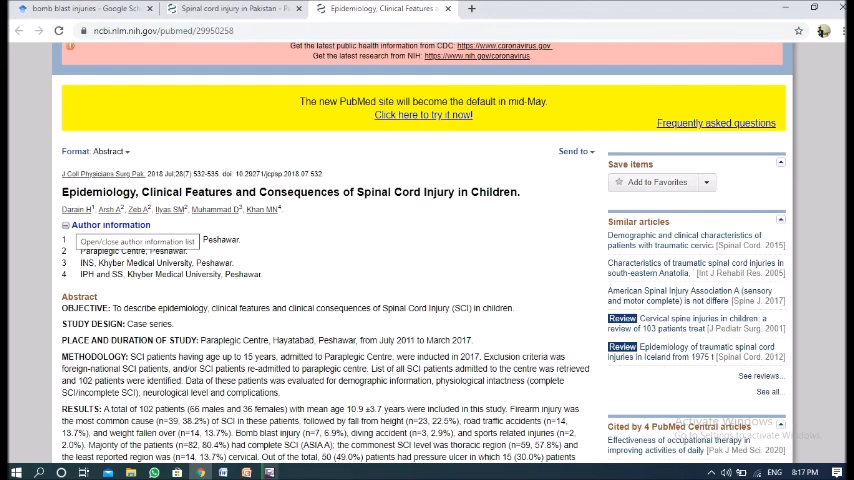 bomb blast injuries - Google Sch
Spinal cord injury in Pakistan - P
Epidemiology, Clinical Features a
ncbi.nlm.nih.gov/pubmed/29950258
Get the latest public health information from CDC: https://www.coronavirus.gov
Get the latest research from NIH: https://www.nih.gov/coronavirus
The new PubMed site will become the default in mid-May.
Click here to try it now!
Frequently asked questions
Format: Abstract
Send to
J Coll Physicians Surg Pak. 2018 Jul;28(7):532-535. doi: 10.29271/jcpsp.2018.07.532.
Epidemiology, Clinical Features and Consequences of Spinal Cord Injury in Children.
Darain H1, Arsh A2, Zeb A2, Ilyas SM2, Muhammad D3, Khan MN4.
Author information
1 Peshawar.
Open/close author information list
2 Paraplegic Centre, Peshawar.
3 INS, Khyber Medical University, Peshawar.
4 IPH and SS, Khyber Medical University, Peshawar.
Abstract
OBJECTIVE: To describe epidemiology, clinical features and clinical consequences of Spinal Cord Injury (SCI) in children.
STUDY DESIGN: Case series.
PLACE AND DURATION OF STUDY: Paraplegic Centre, Hayatabad, Peshawar, from July 2011 to March 2017.
METHODOLOGY: SCI patients having age up to 15 years, admitted to Paraplegic Centre, were inducted in 2017. Exclusion criteria was
foreign-national SCI patients, and/or SCI patients re-admitted to paraplegic centre. List of all SCI patients admitted to the centre was retrieved
and 102 patients were identified. Data of these patients was evaluated for demographic information, physiological intactness (complete
SCI/incomplete SCI), neurological level and complications.
RESULTS: A total of 102 patients (66 males and 36 females) with mean age 10.9 ±3.7 years were included in this study. Firearm injury was
the most common cause (n=39, 38.2%) of SCI in these patients, followed by fall from height (n=23, 22.5%), road traffic accidents (n=14,
13.7%), and weight fallen over (n=14, 13.7%). Bomb blast injury (n=7, 6.9%), diving accident (n=3, 2.9%), and sports related injuries (n=2,
2.0%). Majority of the patients (n=82, 80.4%) had complete SCI (ASIA A); the commonest SCI level was thoracic region (n=59, 57.8%) and
the least reported was (n=14, 13.7%) cervical. Out of total, 50 (49.0%) patients had pressure ulcer in which 15 (30.0%) patients
Save items
Add to Favorites
Similar articles
Demographic and clinical characteristics of
patients with traumatic cervica [Spinal Cord. 2015]
Characteristics of traumatic spinal cord injuries in
south-eastern Anatolia, [Int J Rehabil Res. 2005]
American Spinal Injury Association A (sensory
and motor complete) is not differe [Spine J. 2017]
Review Cervical spine injuries in children: a
review of 103 patients treat [J Pediatr Surg. 2001]
Review Epidemiology of traumatic spinal cord
injuries in Iceland from 1975 t [Spinal Cord. 2012]
See reviews...
See all...
Cited by 4 PubMed Central articles
Effectiveness of occupational therapy in
improving activities of daily [Pak J Med Sci. 2020]
Activate Windows
Go to Settings to activate Windows.
ENG
8:17 PM